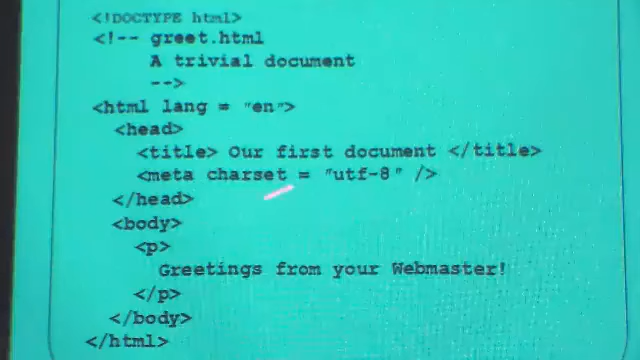 <!DOCTYPE html>
<!-- greet.html
A trivial document
-->
<html lang = "en">
<head>
<title> Our first document </title>
<meta charset = "utf-8" />
</head>
<body>
<p>
Greetings from your Webmaster!
</p>
</body>
</html>